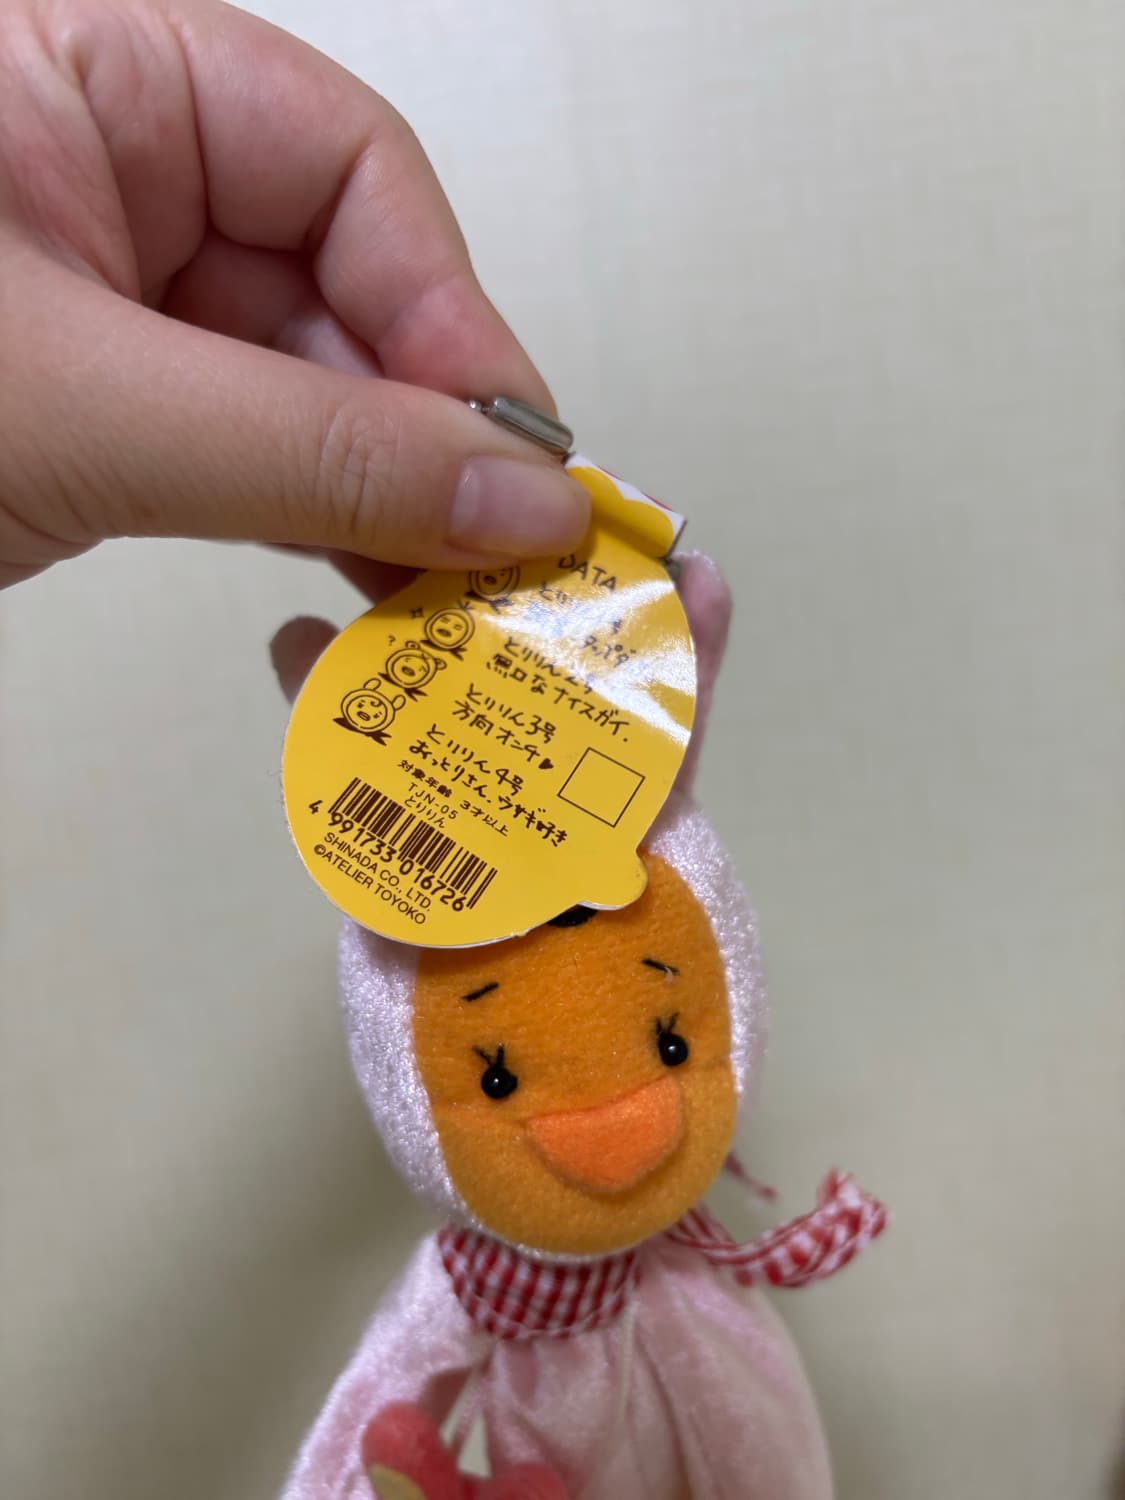 DATA
とりりん2号
無口なナイスガイ.
とりりん3号
方向オンチ♥
とりりん4号
おっとりさん.ウサギ好き
対象年齢 3才以上
TJN-05
とりりん
4 991733 016726
SHINADA CO., LTD.
©ATELIER TOYOKO
?